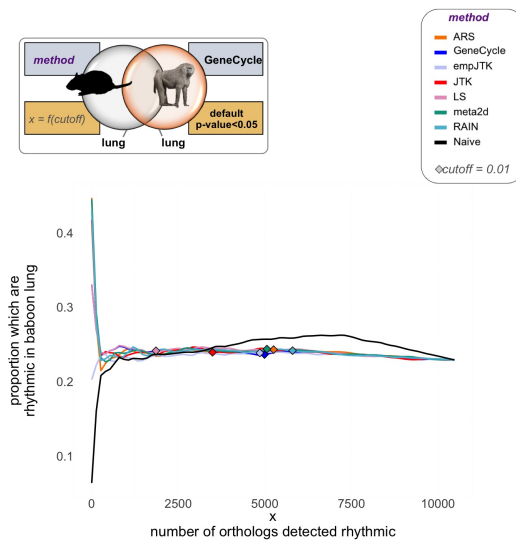 method
GeneCycle
x = f(cutoff)
default
p-value<0.05
lung
lung
method
ARS
GeneCycle
empJTK
JTK
LS
meta2d
RAIN
Naive
cutoff = 0.01
proportion which are
rhythmic in baboon lung
0.4
0.3
0.2
0.1
0
2500
5000
7500
10000
x
number of orthologs detected rhythmic